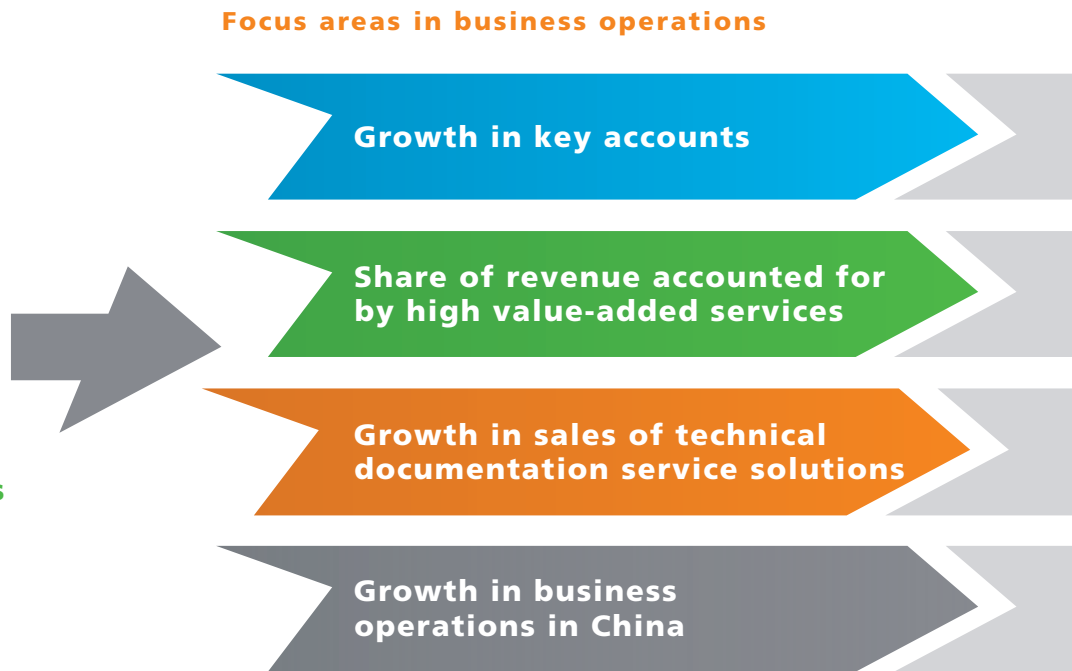 Focus areas in business operations
Growth in key accounts
Share of revenue accounted for
by high value-added services
Growth in sales of technical
documentation service solutions
Growth in business
operations in China